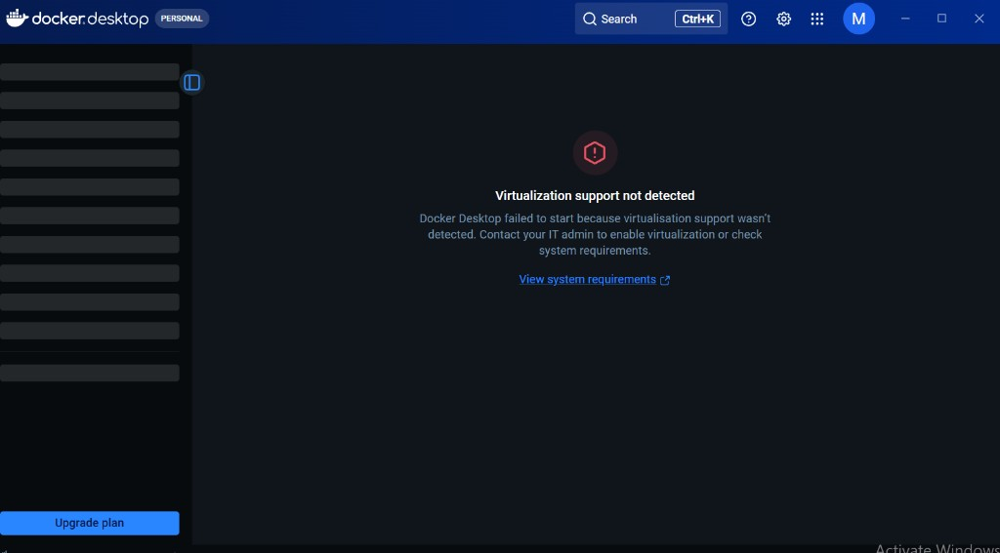 docker.desktop PERSONAL
Search Ctrl+K
M
Virtualization support not detected
Docker Desktop failed to start because virtualisation support wasn't
detected. Contact your IT admin to enable virtualization or check
system requirements.
View system requirements
Upgrade plan
Activate Windows